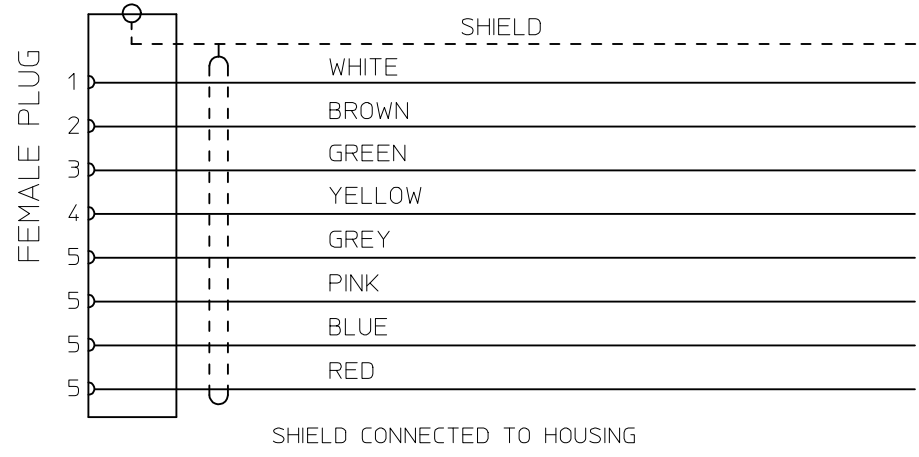 SHIELD
FEMALE PLUG
1 WHITE
2 BROWN
3 GREEN
4 YELLOW
5 GREY
5 PINK
5 BLUE
5 RED
SHIELD CONNECTED TO HOUSING